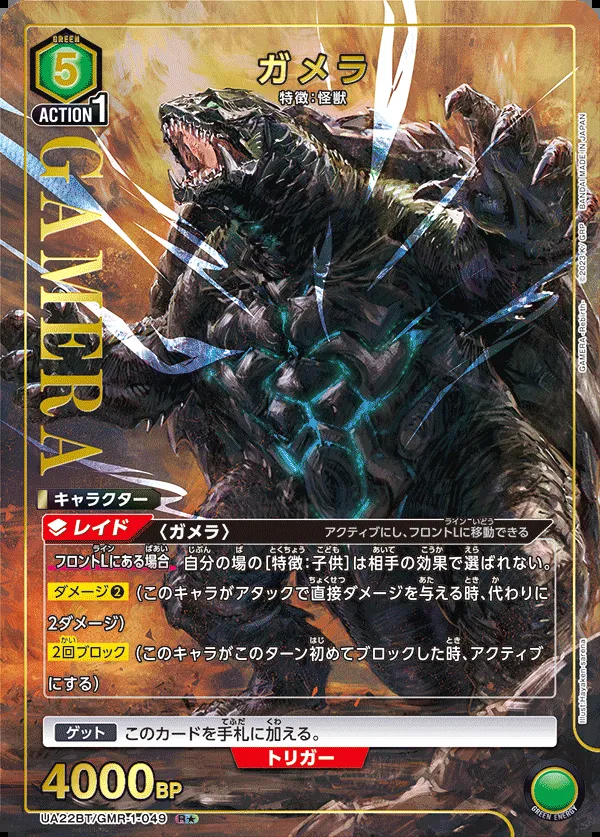 GREEN
5
ACTION1
ガメラ
特徴:怪獣
GAMERA
GAMERA -Rebirth- ©2023 KY GRP BANDAI MADE IN JAPAN
キャラクター
レイド 〈ガメラ〉 アクティブにし、フロントLに移動できる
フロントLにある場合 自分の場の[特徴:子供]は相手の効果で選ばれない。
ダメージ❷ (このキャラがアタックで直接ダメージを与える時、代わりに
2ダメージ)
2回ブロック (このキャラがこのターン初めてブロックした時、アクティブ
にする)
Illust Hayaken-sarena
ゲット このカードを手札に加える。
トリガー
4000BP
GREEN ENERGY
UA22BT/GMR-1-049 R★